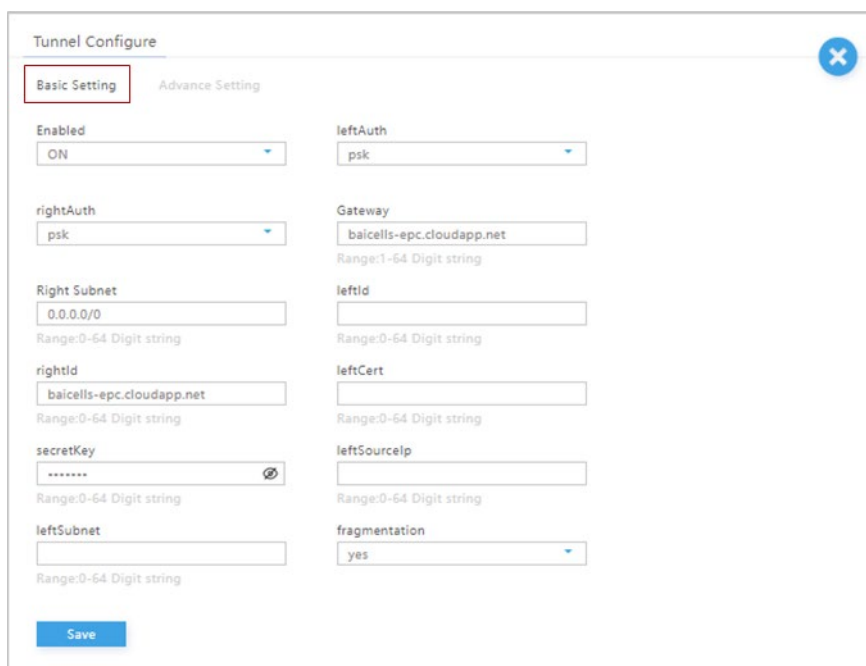 Tunnel Configure
Basic Setting Advance Setting
Enabled leftAuth
ON psk
rightAuth Gateway
psk baicells-epc.cloudapp.net
Range:1-64 Digit string
Right Subnet leftId
0.0.0.0/0
Range:0-64 Digit string Range:0-64 Digit string
rightId leftCert
baicells-epc.cloudapp.net
Range:0-64 Digit string Range:0-64 Digit string
secretKey leftSourceIp
-------
Range:0-64 Digit string Range:0-64 Digit string
leftSubnet fragmentation
yes
Range:0-64 Digit string
Save